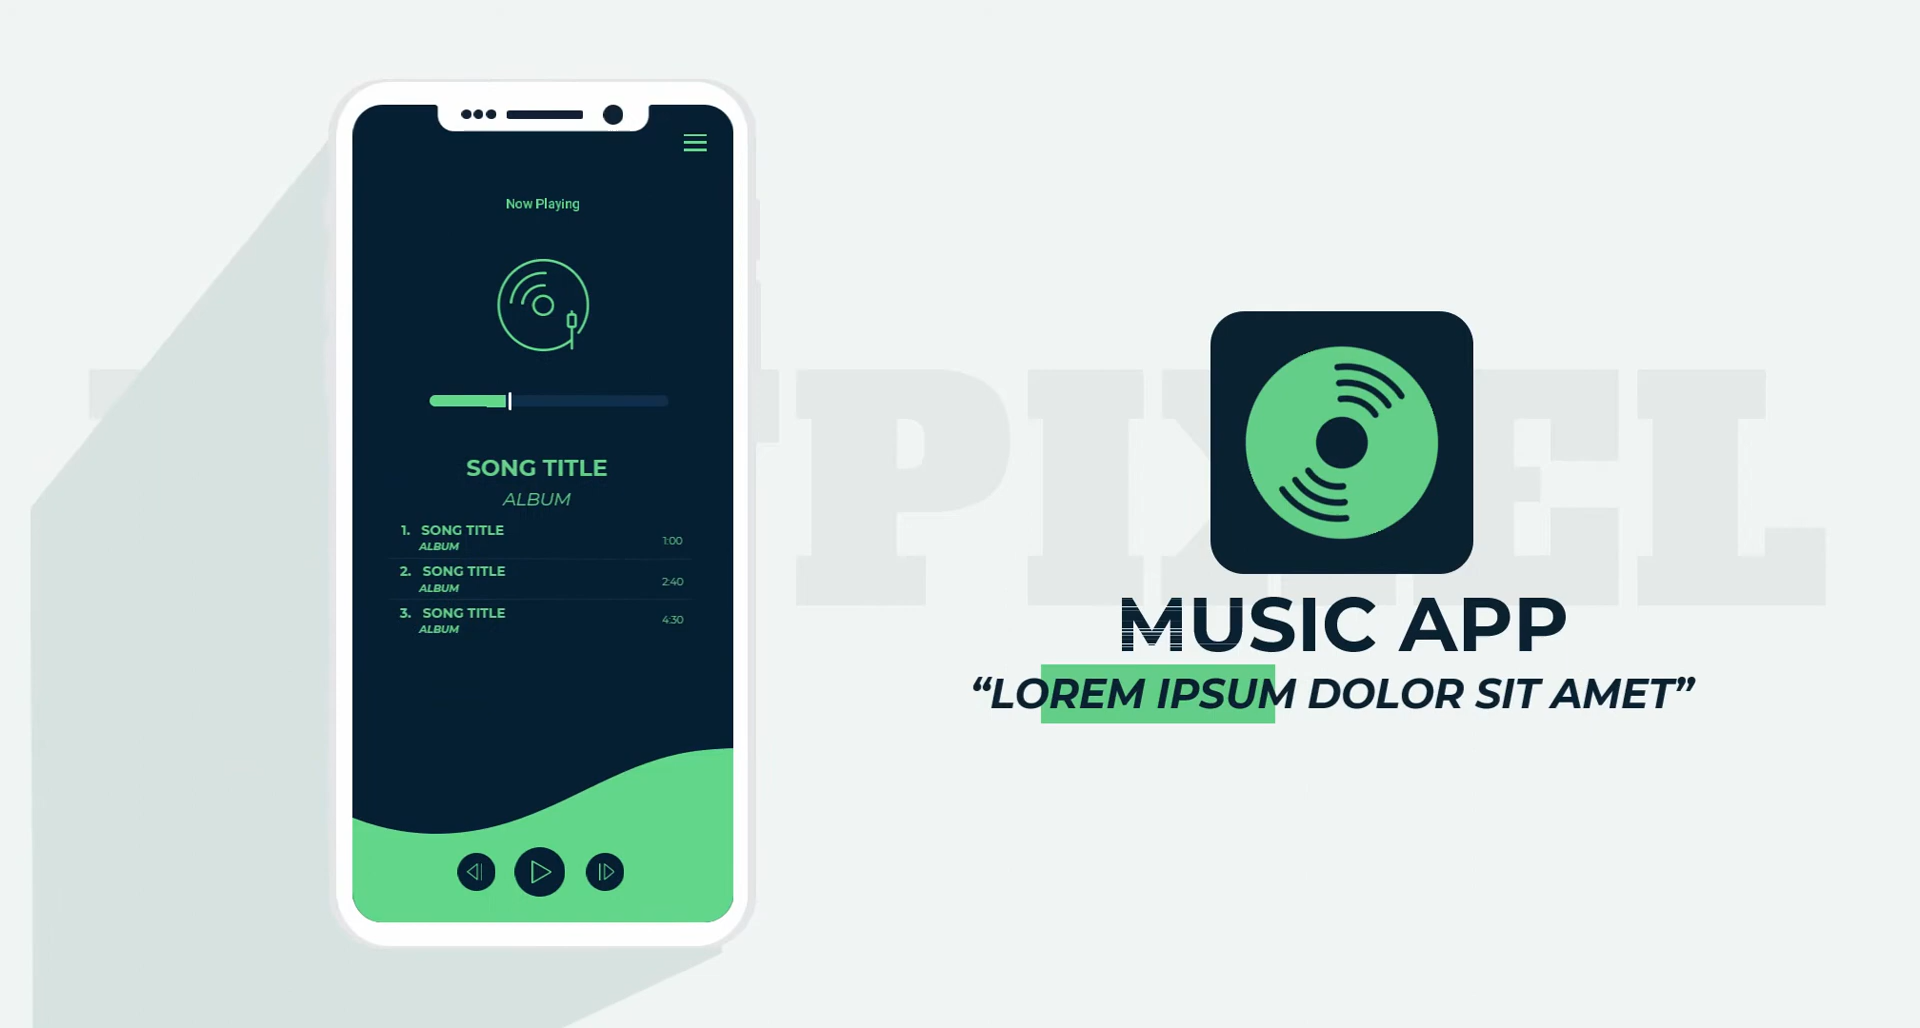 Now Playing
SONG TITLE
ALBUM
1. SONG TITLE
ALBUM
1:00
2. SONG TITLE
ALBUM
2:40
3. SONG TITLE
ALBUM
4:30
MUSIC APP
“LOREM IPSUM DOLOR SIT AMET”